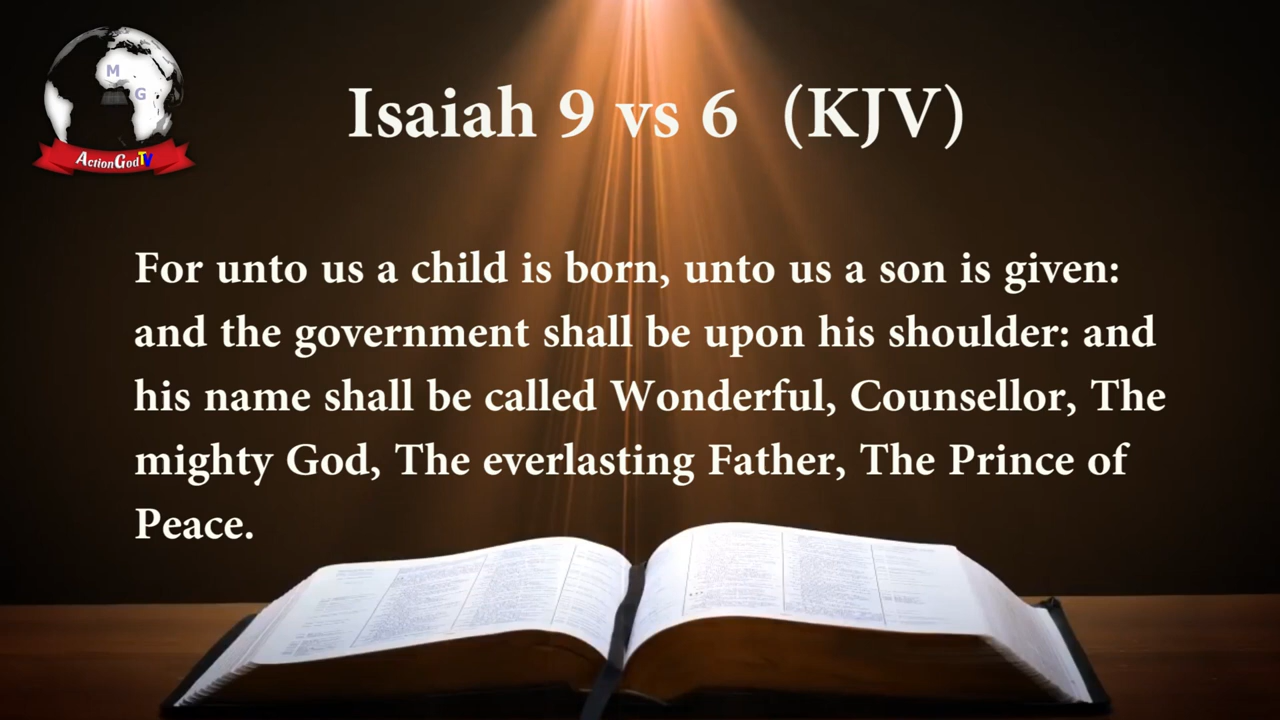 M
G
ActionGodTV
Isaiah 9 vs 6 (KJV)
For unto us a child is born, unto us a son is given:
and the government shall be upon his shoulder: and
his name shall be called Wonderful, Counsellor, The
mighty God, The everlasting Father, The Prince of
Peace.